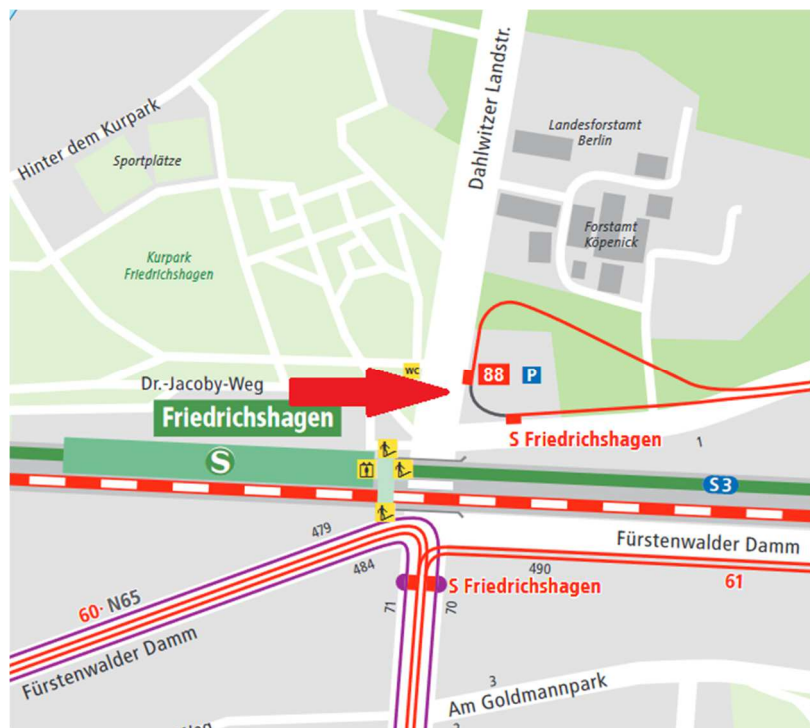 Dahlwitzer Landstr.
Landesforstamt
Berlin
Hinter dem Kurpark
Sportplätze
Forstamt
Köpenick
Kurpark
Friedrichshagen
WC
88
P
Dr.-Jacoby-Weg
Friedrichshagen
S Friedrichshagen
1
S
S3
479
Fürstenwalder Damm
484
490
S Friedrichshagen
61
60· N65
71
70
Fürstenwalder Damm
3
Am Goldmannpark